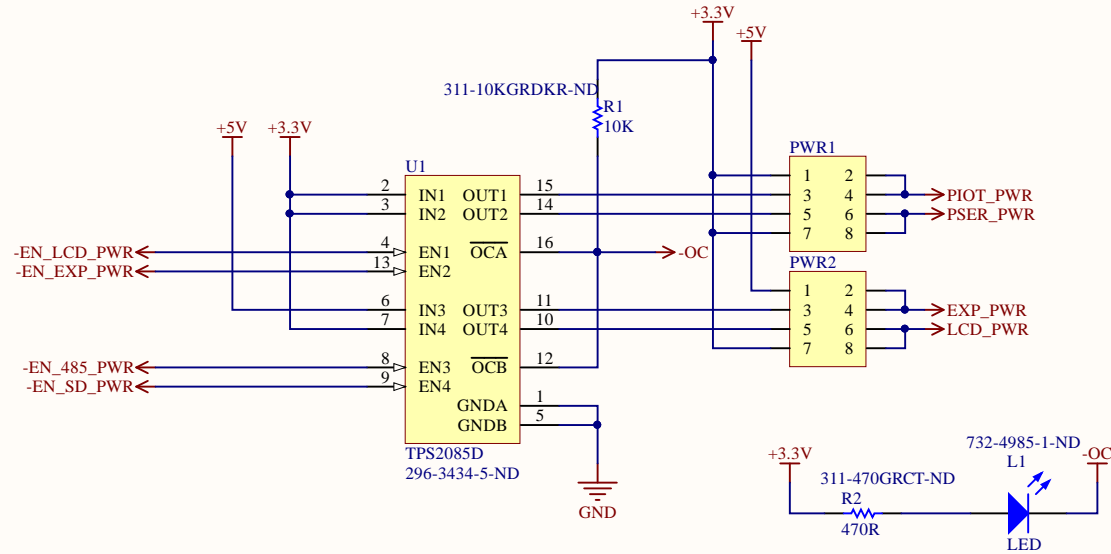 +3.3V
+5V
311-10KGRDKR-ND
R1
10K
+5V
+3.3V
U1
PWR1
2 IN1 OUT1 15
3 IN2 OUT2 14
1 2
3 4
PIOT_PWR
5 6
PSER_PWR
7 8
-EN_LCD_PWR
4 EN1 OCA 16
-OC
-EN_EXP_PWR
13 EN2
PWR2
1 2
6 IN3 OUT3 11
3 4
EXP_PWR
7 IN4 OUT4 10
5 6
LCD_PWR
7 8
-EN_485_PWR
8 EN3 OCB 12
-EN_SD_PWR
9 EN4
GNDA 1
GNDB 5
TPS2085D
296-3434-5-ND
GND
+3.3V
732-4985-1-ND
L1
-OC
311-470GRCT-ND
R2
470R
LED